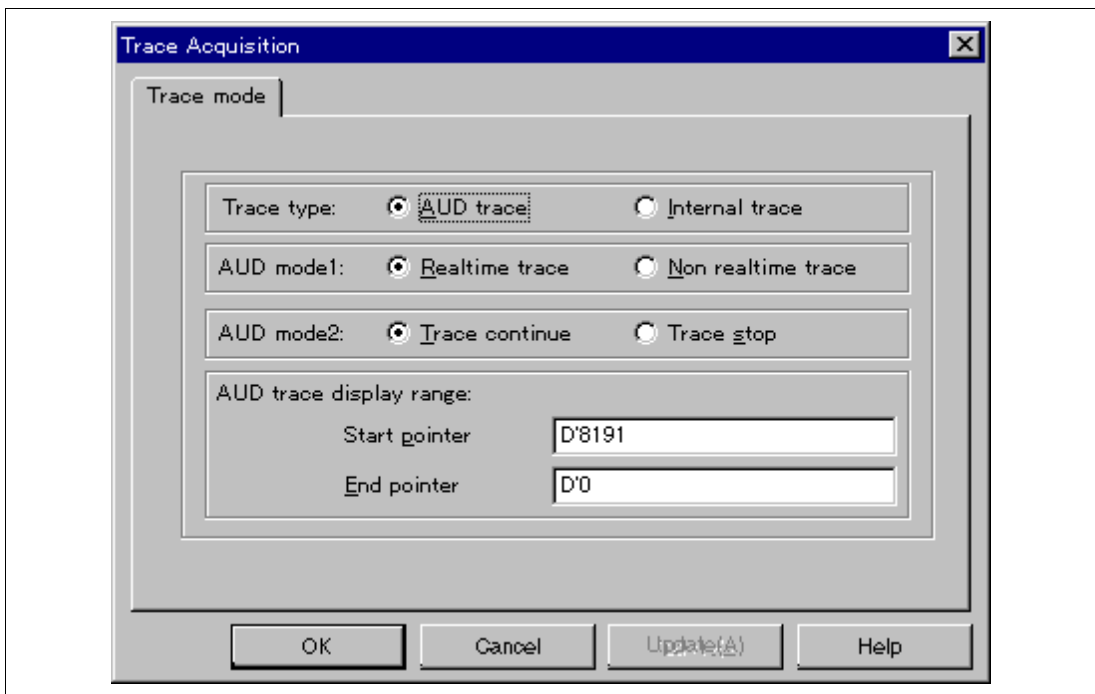 Trace Acquisition
Trace mode
Trace type: AUD trace Internal trace
AUD mode1: Realtime trace Non realtime trace
AUD mode2: Trace continue Trace stop
AUD trace display range:
Start pointer D'8191
End pointer D'0
OK Cancel Update(A) Help